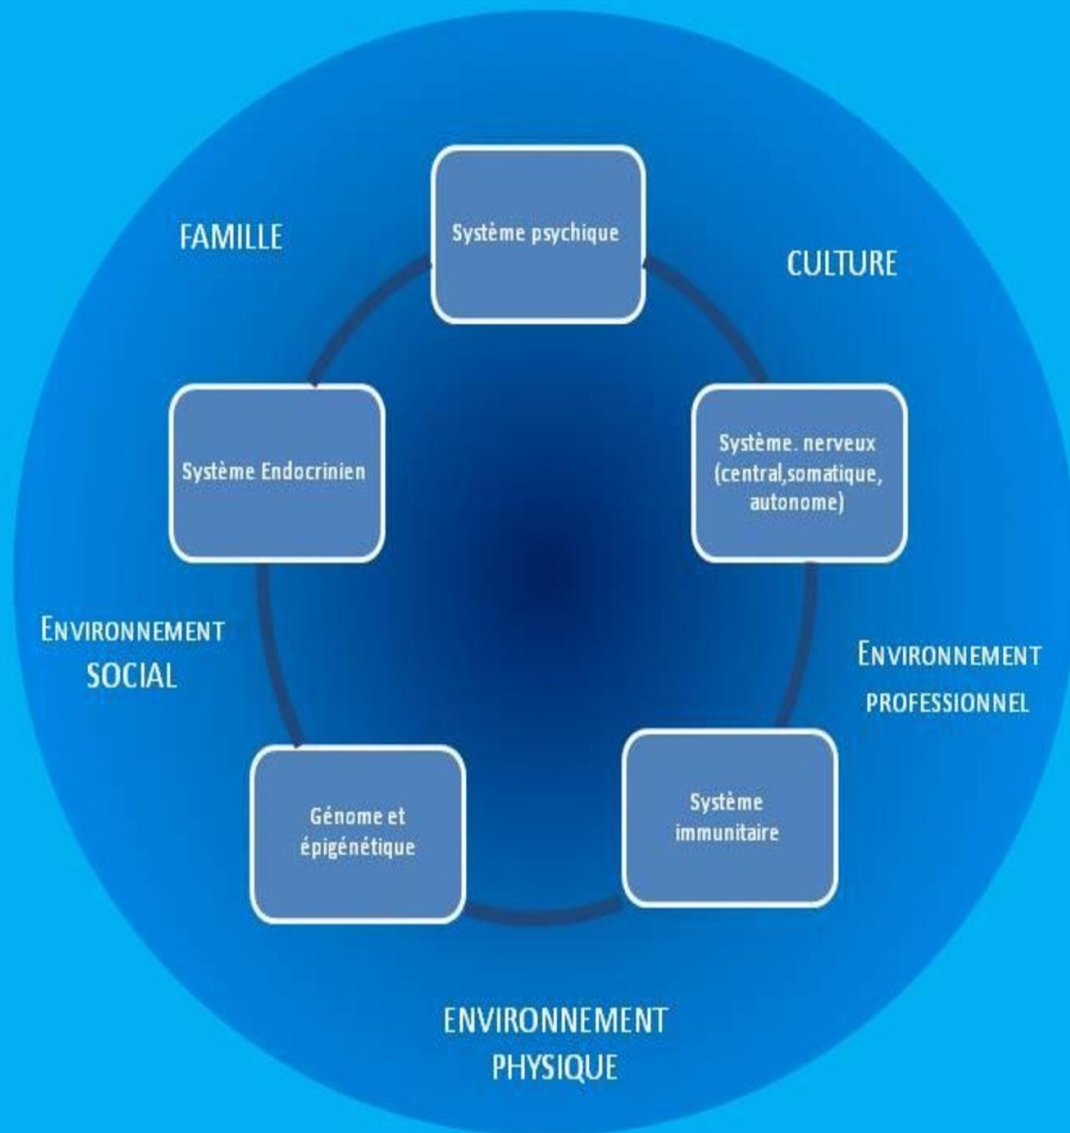 Système psychique
FAMILLE
CULTURE
Système Endocrinien
Système. nerveux
(central,somatique,
autonome)
ENVIRONNEMENT
SOCIAL
ENVIRONNEMENT
PROFESSIONNEL
Génome et
épigénétique
Système
immunitaire
ENVIRONNEMENT
PHYSIQUE